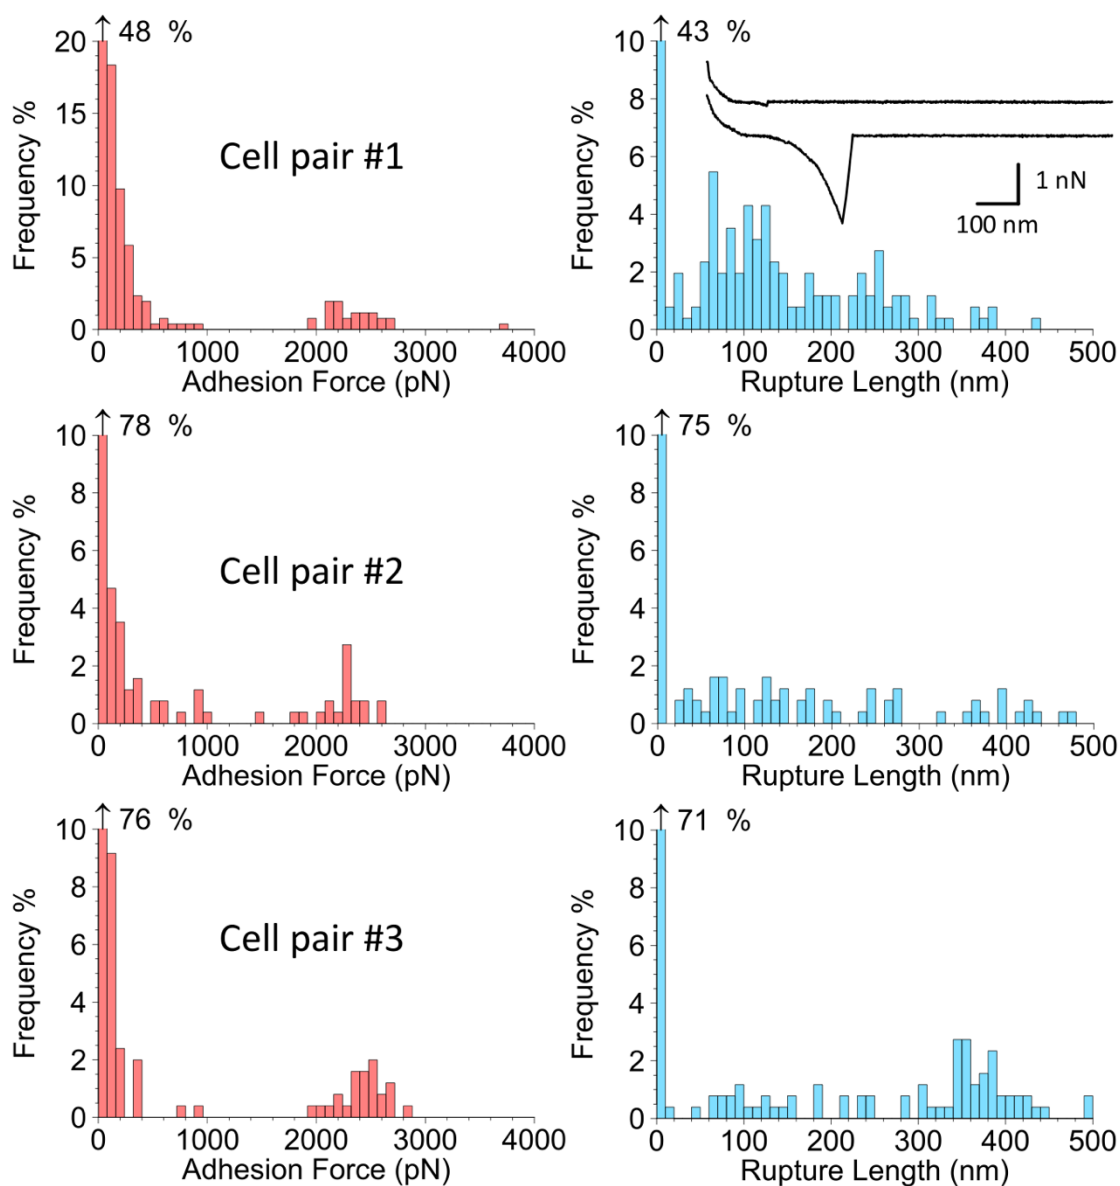 48 %
20
15
10
5
0
Frequency %
Cell pair #1
0 1000 2000 3000 4000
Adhesion Force (pN)
43 %
10
8
6
4
2
0
Frequency %
1 nN
100 nm
0 100 200 300 400 500
Rupture Length (nm)
78 %
10
8
6
4
2
0
Frequency %
Cell pair #2
0 1000 2000 3000 4000
Adhesion Force (pN)
75 %
10
8
6
4
2
0
Frequency %
0 100 200 300 400 500
Rupture Length (nm)
76 %
10
8
6
4
2
0
Frequency %
Cell pair #3
0 1000 2000 3000 4000
Adhesion Force (pN)
71 %
10
8
6
4
2
0
Frequency %
0 100 200 300 400 500
Rupture Length (nm)